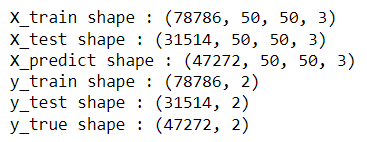 X_train shape : (78786, 50, 50, 3)
X_test shape : (31514, 50, 50, 3)
X_predict shape : (47272, 50, 50, 3)
y_train shape : (78786, 2)
y_test shape : (31514, 2)
y_true shape : (47272, 2)